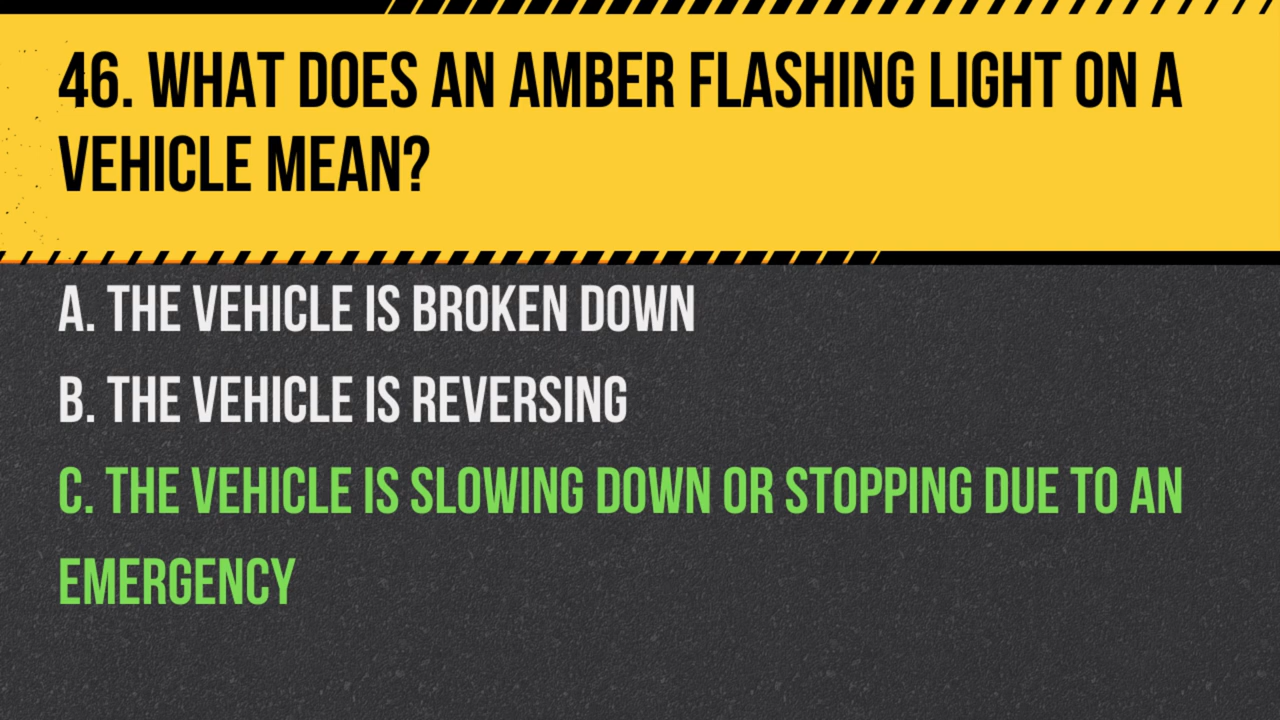 46. WHAT DOES AN AMBER FLASHING LIGHT ON A
VEHICLE MEAN?
A. THE VEHICLE IS BROKEN DOWN
B. THE VEHICLE IS REVERSING
C. THE VEHICLE IS SLOWING DOWN OR STOPPING DUE TO AN
EMERGENCY